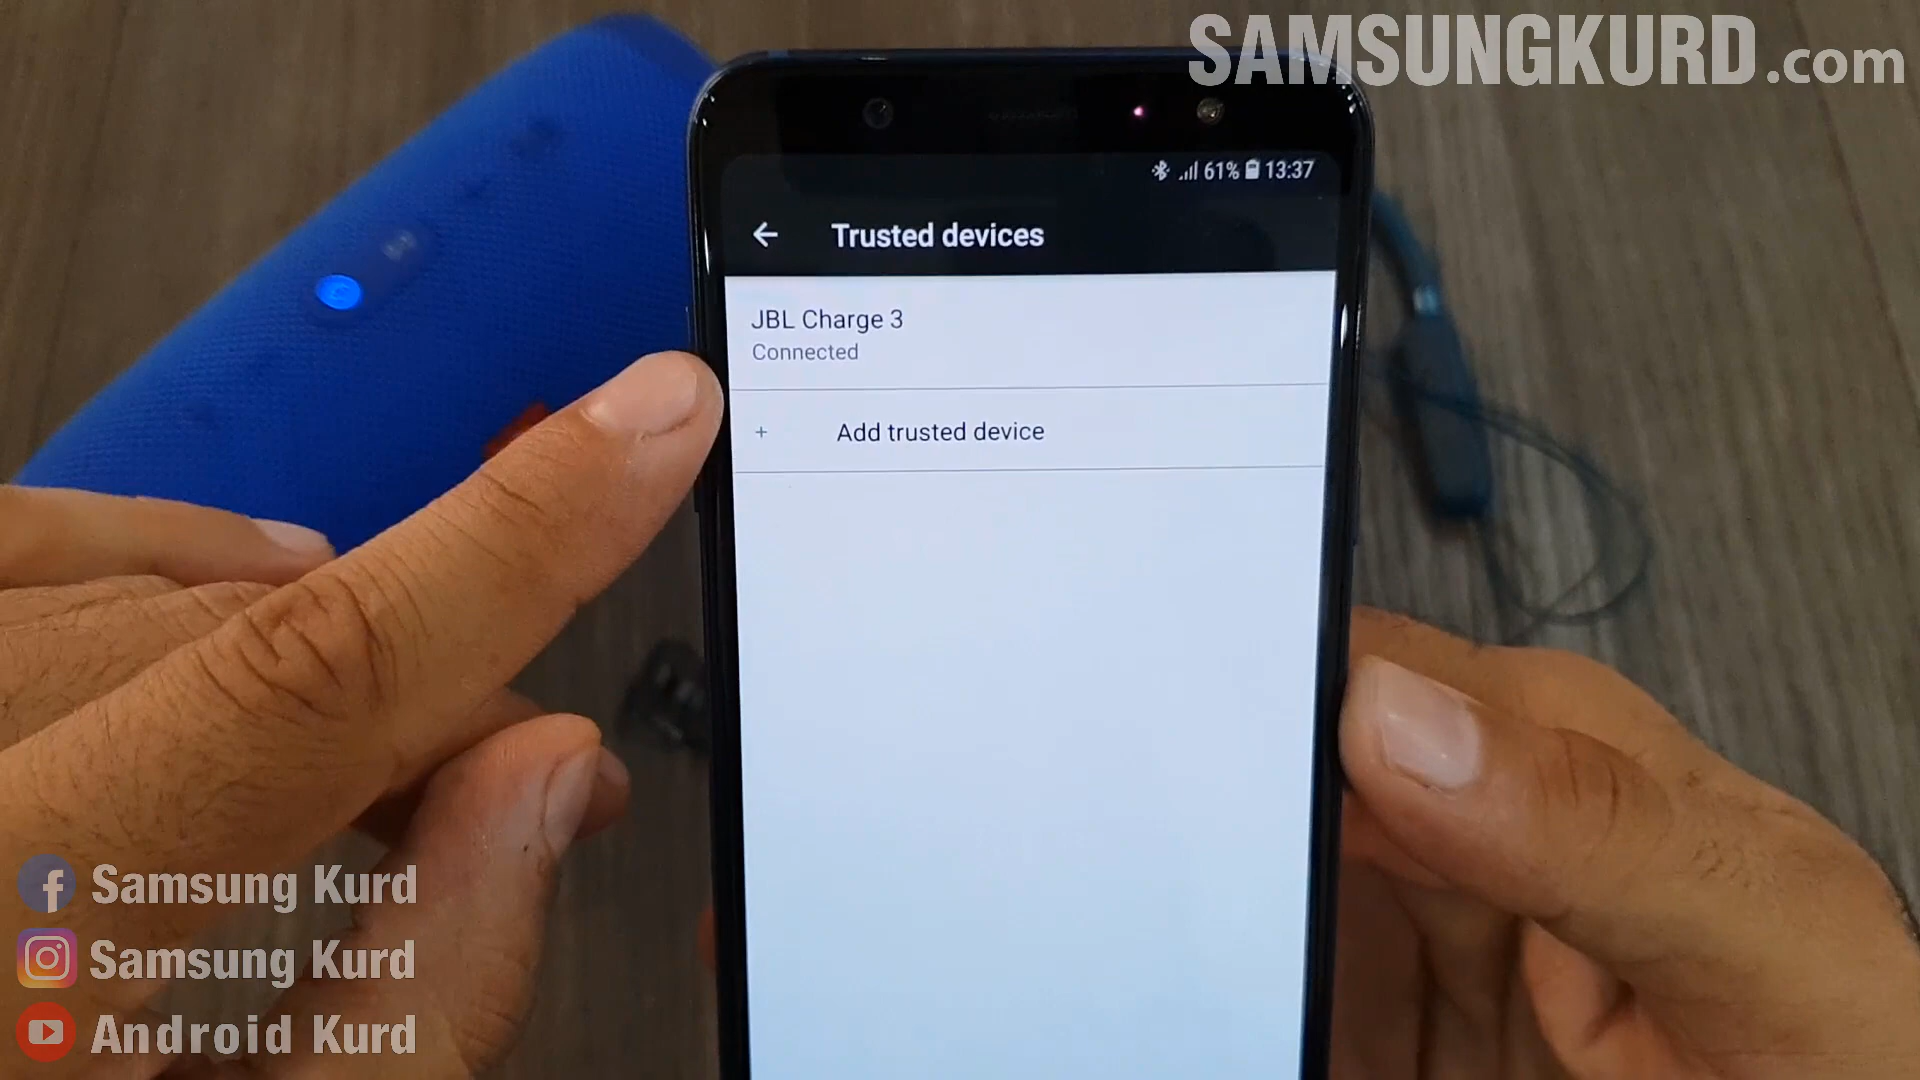 SAMSUNGKURD.com
61% 13:37
Trusted devices
JBL Charge 3
Connected
+ Add trusted device
Samsung Kurd
Samsung Kurd
Android Kurd